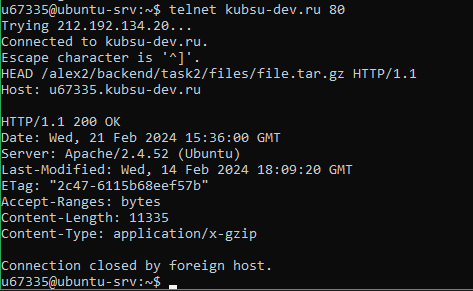 u67335@ubuntu-srv:~$ telnet kubsu-dev.ru 80
Trying 212.192.134.20...
Connected to kubsu-dev.ru.
Escape character is '^]'.
HEAD /alex2/backend/task2/files/file.tar.gz HTTP/1.1
Host: u67335.kubsu-dev.ru

HTTP/1.1 200 OK
Date: Wed, 21 Feb 2024 15:36:00 GMT
Server: Apache/2.4.52 (Ubuntu)
Last-Modified: Wed, 14 Feb 2024 18:09:20 GMT
ETag: "2c47-6115b68eef57b"
Accept-Ranges: bytes
Content-Length: 11335
Content-Type: application/x-gzip

Connection closed by foreign host.
u67335@ubuntu-srv:~$